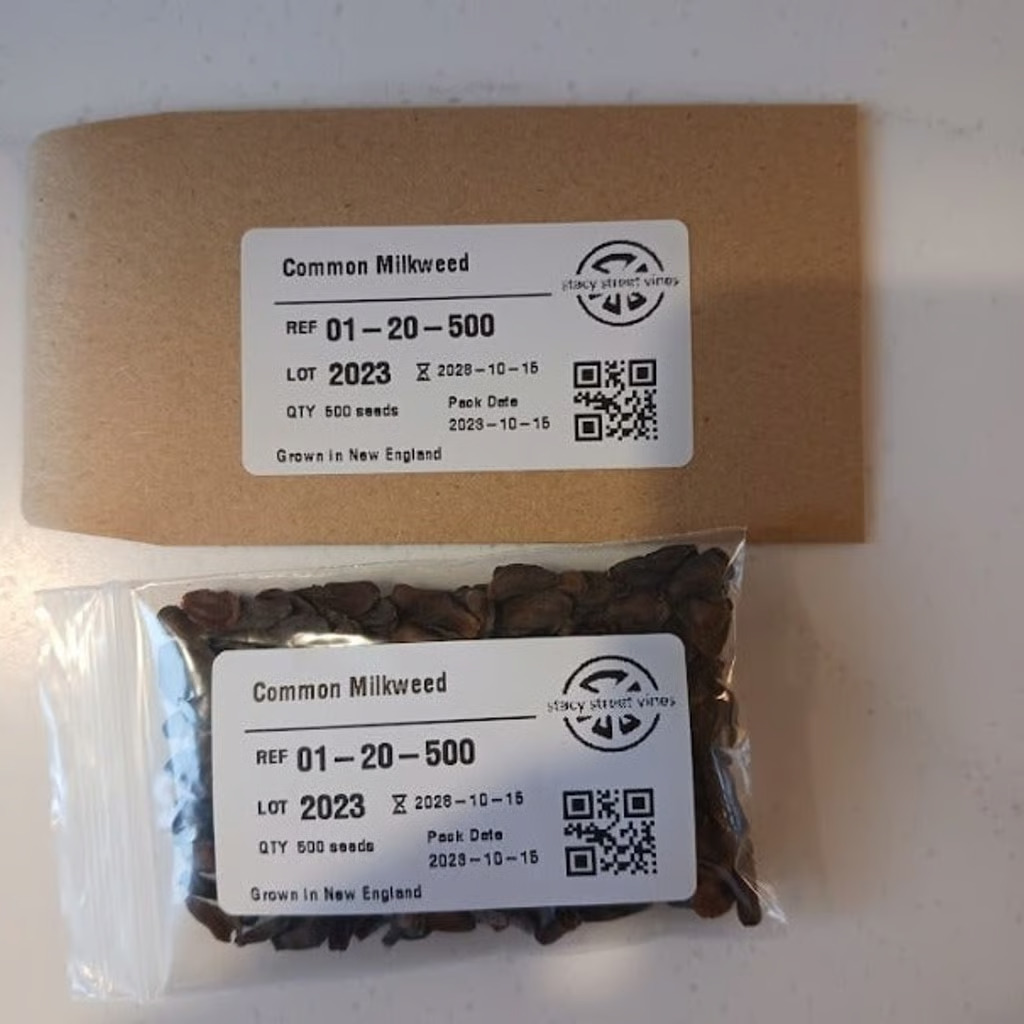 Common Milkweed
stacy street vines
REF 01-20-500
LOT 2023 2028-10-15
QTY 500 seeds Pack Date
2023-10-15
Grown in New England
Common Milkweed
stacy street vines
REF 01-20-500
LOT 2023 2028-10-15
QTY 500 seeds Pack Date
2023-10-15
Grown in New England